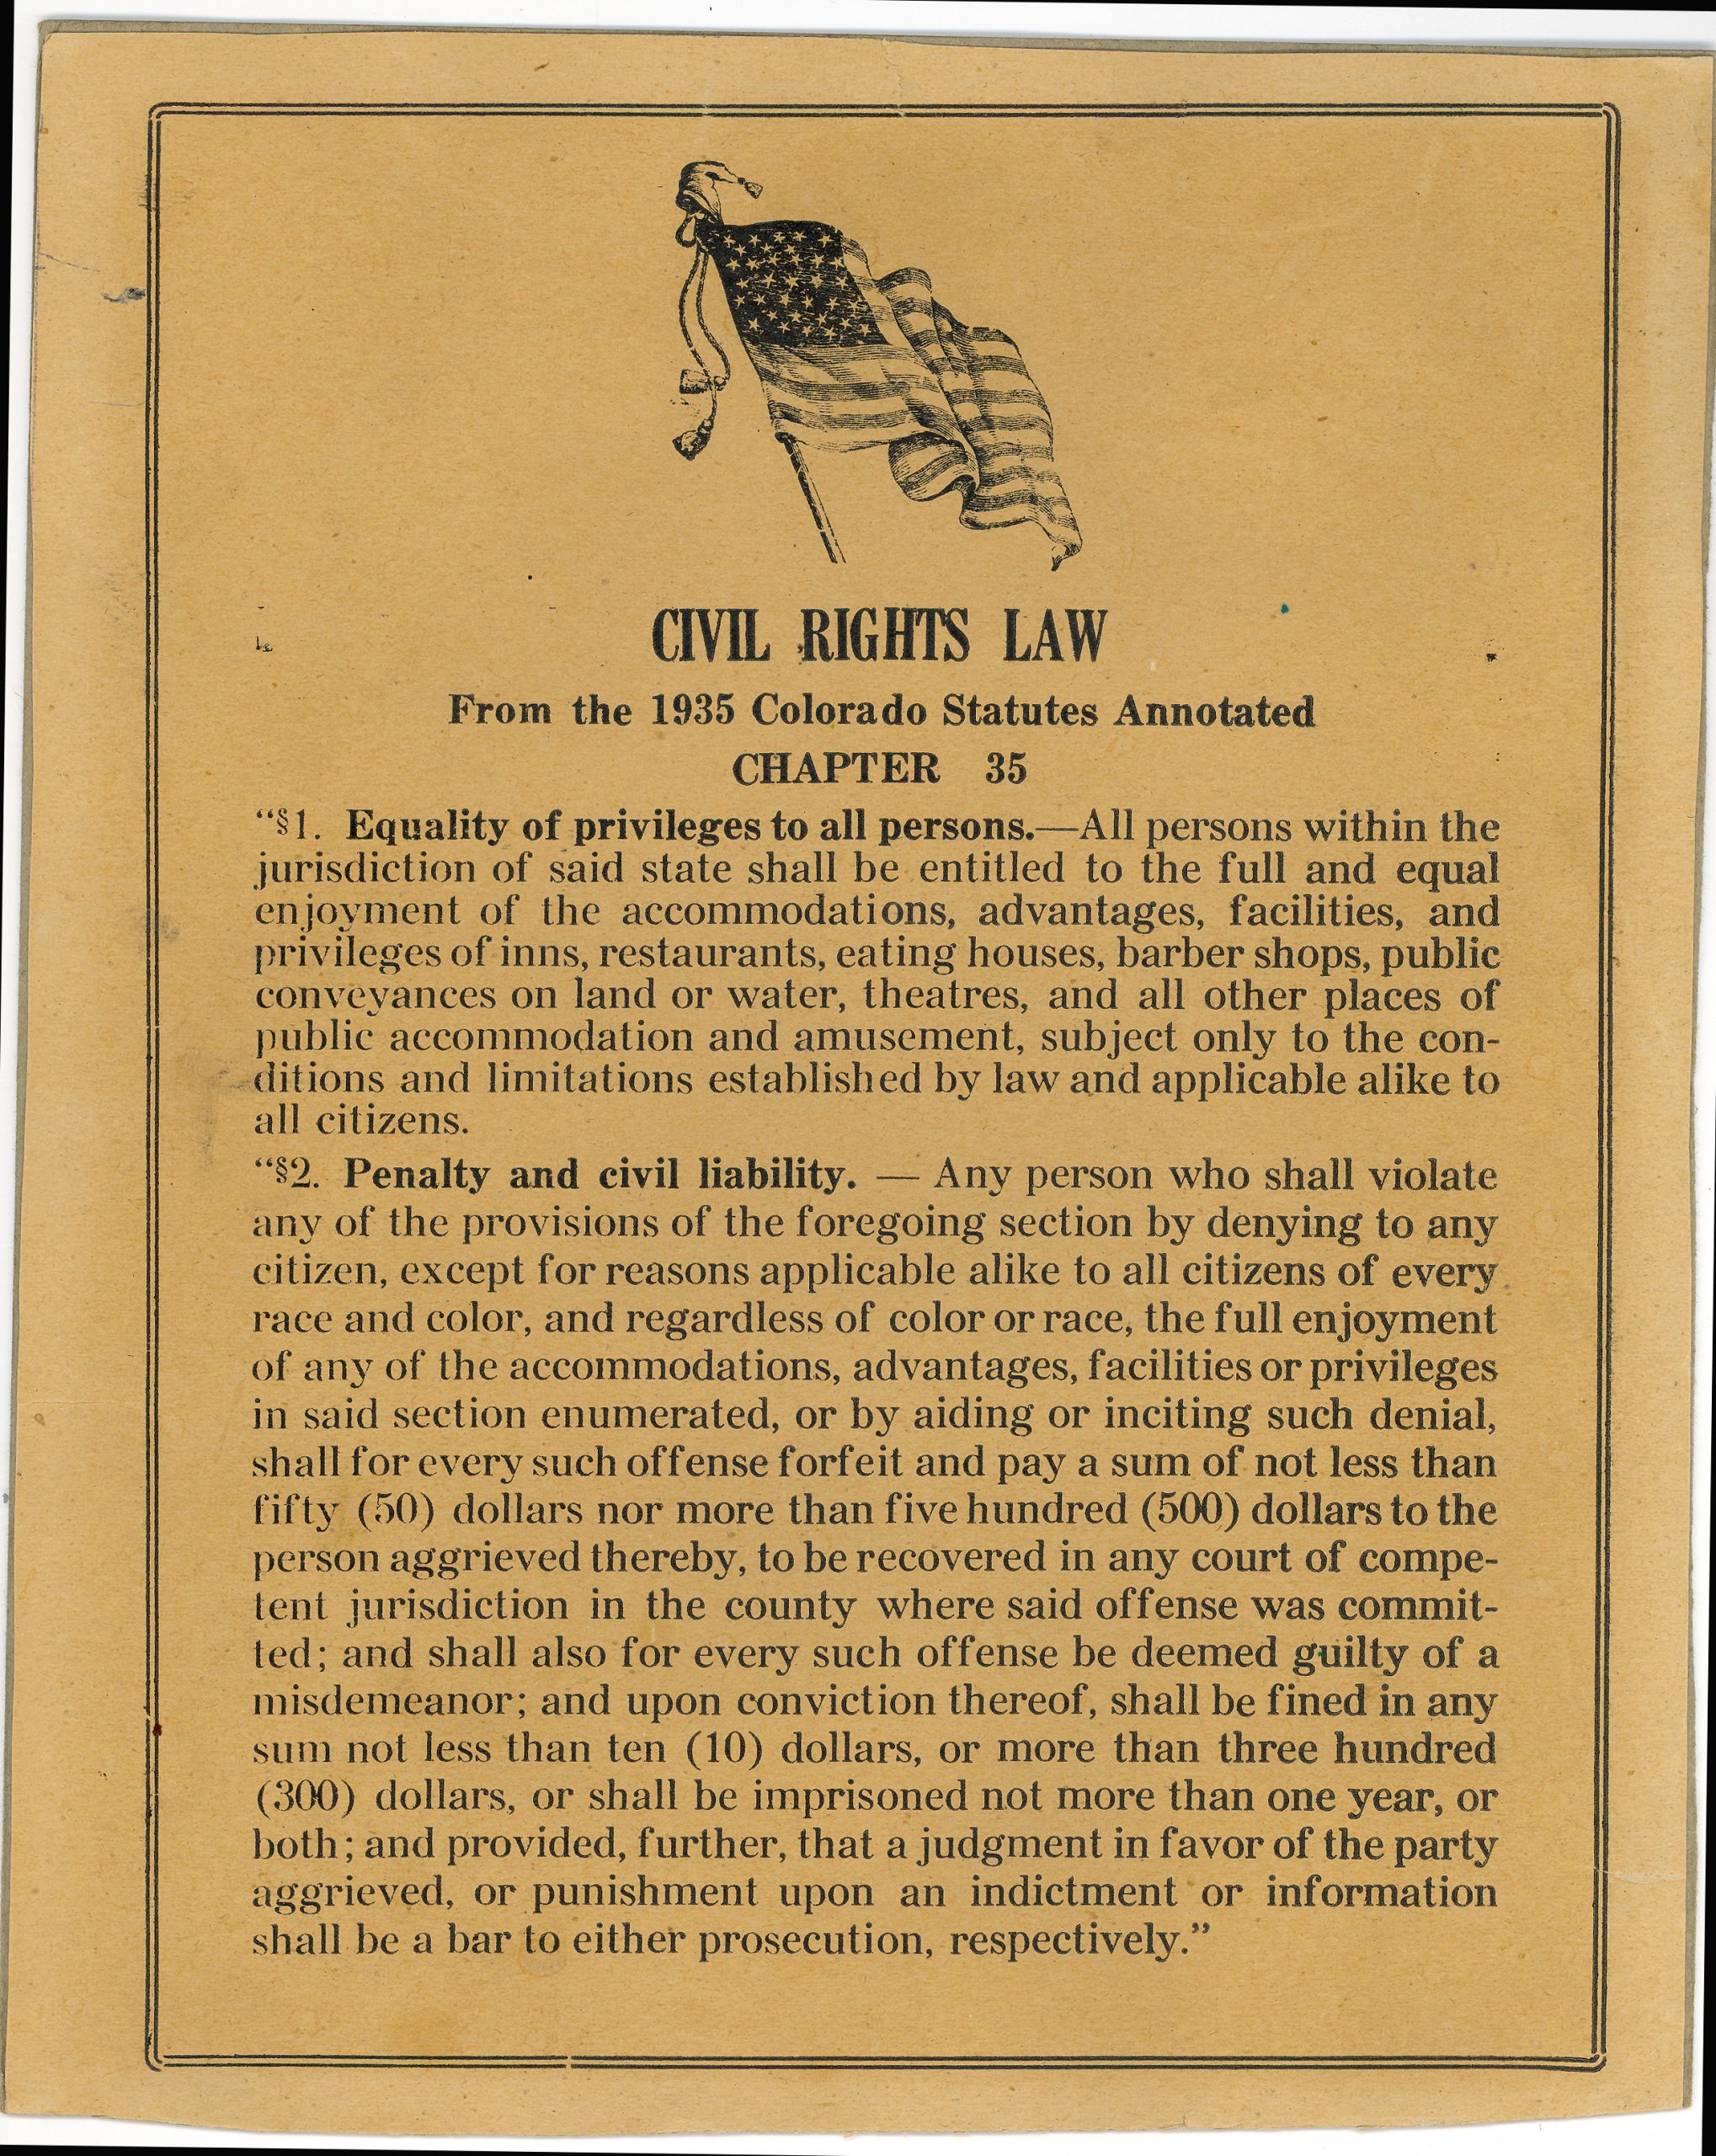 CIVIL RIGHTS LAW
From the 1935 Colorado Statutes Annotated
CHAPTER 35
“§1. Equality of privileges to all persons.—All persons within the
jurisdiction of said state shall be entitled to the full and equal
enjoyment of the accommodations, advantages, facilities, and
privileges of inns, restaurants, eating houses, barber shops, public
conveyances on land or water, theatres, and all other places of
public accommodation and amusement, subject only to the con-
ditions and limitations established by law and applicable alike to
all citizens.
“§2. Penalty and civil liability. — Any person who shall violate
any of the provisions of the foregoing section by denying to any
citizen, except for reasons applicable alike to all citizens of every
race and color, and regardless of color or race, the full enjoyment
of any of the accommodations, advantages, facilities or privileges
in said section enumerated, or by aiding or inciting such denial,
shall for every such offense forfeit and pay a sum of not less than
fifty (50) dollars nor more than five hundred (500) dollars to the
person aggrieved thereby, to be recovered in any court of compe-
tent jurisdiction in the county where said offense was commit-
ted; and shall also for every such offense be deemed guilty of a
misdemeanor; and upon conviction thereof, shall be fined in any
sum not less than ten (10) dollars, or more than three hundred
(300) dollars, or shall be imprisoned not more than one year, or
both; and provided, further, that a judgment in favor of the party
aggrieved, or punishment upon an indictment or information
shall be a bar to either prosecution, respectively.”